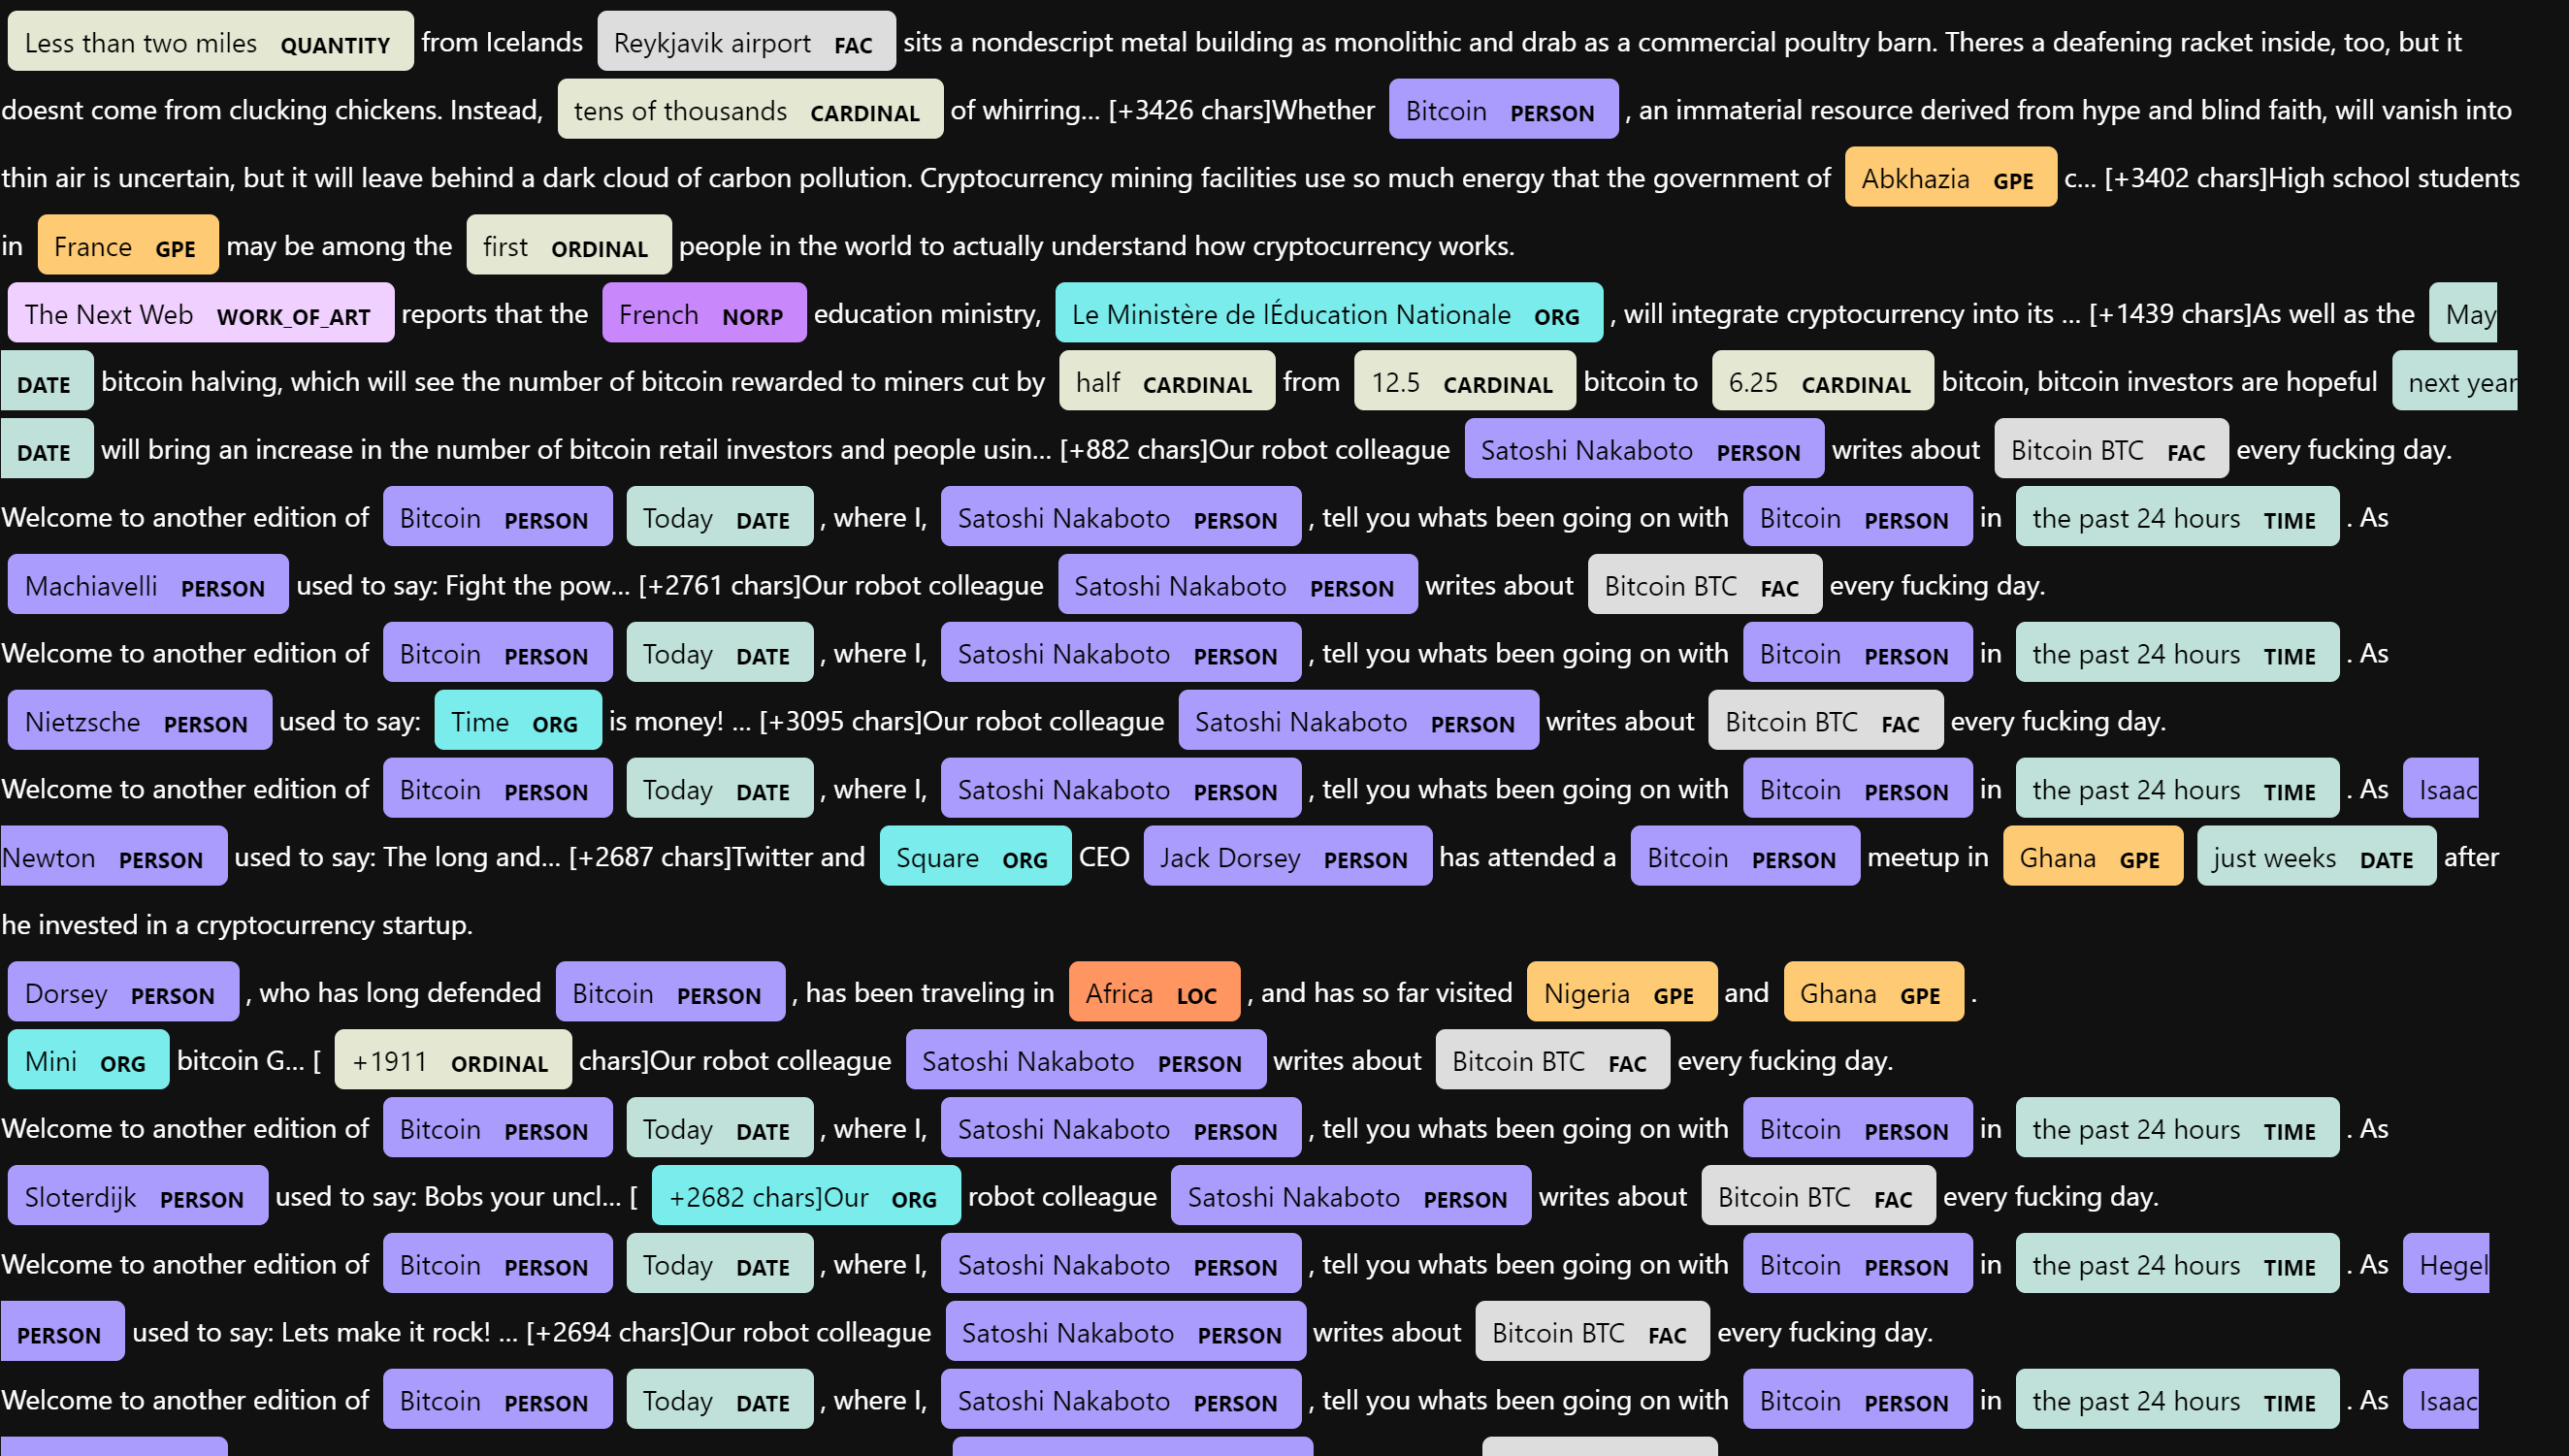 Less than two miles QUANTITY from Icelands Reykjavik airport FAC sits a nondescript metal building as monolithic and drab as a commercial poultry barn. Theres a deafening racket inside, too, but it
doesnt come from clucking chickens. Instead, tens of thousands CARDINAL of whirring… [+3426 chars]Whether Bitcoin PERSON , an immaterial resource derived from hype and blind faith, will vanish into
thin air is uncertain, but it will leave behind a dark cloud of carbon pollution. Cryptocurrency mining facilities use so much energy that the government of Abkhazia GPE c… [+3402 chars]High school students
in France GPE may be among the first ORDINAL people in the world to actually understand how cryptocurrency works.
The Next Web WORK_OF_ART reports that the French NORP education ministry, Le Ministère de lÉducation Nationale ORG , will integrate cryptocurrency into its … [+1439 chars]As well as the May
DATE bitcoin halving, which will see the number of bitcoin rewarded to miners cut by half CARDINAL from 12.5 CARDINAL bitcoin to 6.25 CARDINAL bitcoin, bitcoin investors are hopeful next year
DATE will bring an increase in the number of bitcoin retail investors and people usin… [+882 chars]Our robot colleague Satoshi Nakaboto PERSON writes about Bitcoin BTC FAC every fucking day.
Welcome to another edition of Bitcoin PERSON Today DATE , where I, Satoshi Nakaboto PERSON , tell you whats been going on with Bitcoin PERSON in the past 24 hours TIME . As
Machiavelli PERSON used to say: Fight the pow… [+2761 chars]Our robot colleague Satoshi Nakaboto PERSON writes about Bitcoin BTC FAC every fucking day.
Welcome to another edition of Bitcoin PERSON Today DATE , where I, Satoshi Nakaboto PERSON , tell you whats been going on with Bitcoin PERSON in the past 24 hours TIME . As
Nietzsche PERSON used to say: Time ORG is money! … [+3095 chars]Our robot colleague Satoshi Nakaboto PERSON writes about Bitcoin BTC FAC every fucking day.
Welcome to another edition of Bitcoin PERSON Today DATE , where I, Satoshi Nakaboto PERSON , tell you whats been going on with Bitcoin PERSON in the past 24 hours TIME . As Isaac
Newton PERSON used to say: The long and… [+2687 chars]Twitter and Square ORG CEO Jack Dorsey PERSON has attended a Bitcoin PERSON meetup in Ghana GPE just weeks DATE after
he invested in a cryptocurrency startup.
Dorsey PERSON , who has long defended Bitcoin PERSON , has been traveling in Africa LOC , and has so far visited Nigeria GPE and Ghana GPE .
Mini ORG bitcoin G… [ +1911 ORDINAL chars]Our robot colleague Satoshi Nakaboto PERSON writes about Bitcoin BTC FAC every fucking day.
Welcome to another edition of Bitcoin PERSON Today DATE , where I, Satoshi Nakaboto PERSON , tell you whats been going on with Bitcoin PERSON in the past 24 hours TIME . As
Sloterdijk PERSON used to say: Bobs your uncl… [ +2682 chars]Our ORG robot colleague Satoshi Nakaboto PERSON writes about Bitcoin BTC FAC every fucking day.
Welcome to another edition of Bitcoin PERSON Today DATE , where I, Satoshi Nakaboto PERSON , tell you whats been going on with Bitcoin PERSON in the past 24 hours TIME . As Hegel
PERSON used to say: Lets make it rock! … [+2694 chars]Our robot colleague Satoshi Nakaboto PERSON writes about Bitcoin BTC FAC every fucking day.
Welcome to another edition of Bitcoin PERSON Today DATE , where I, Satoshi Nakaboto PERSON , tell you whats been going on with Bitcoin PERSON in the past 24 hours TIME . As Isaac